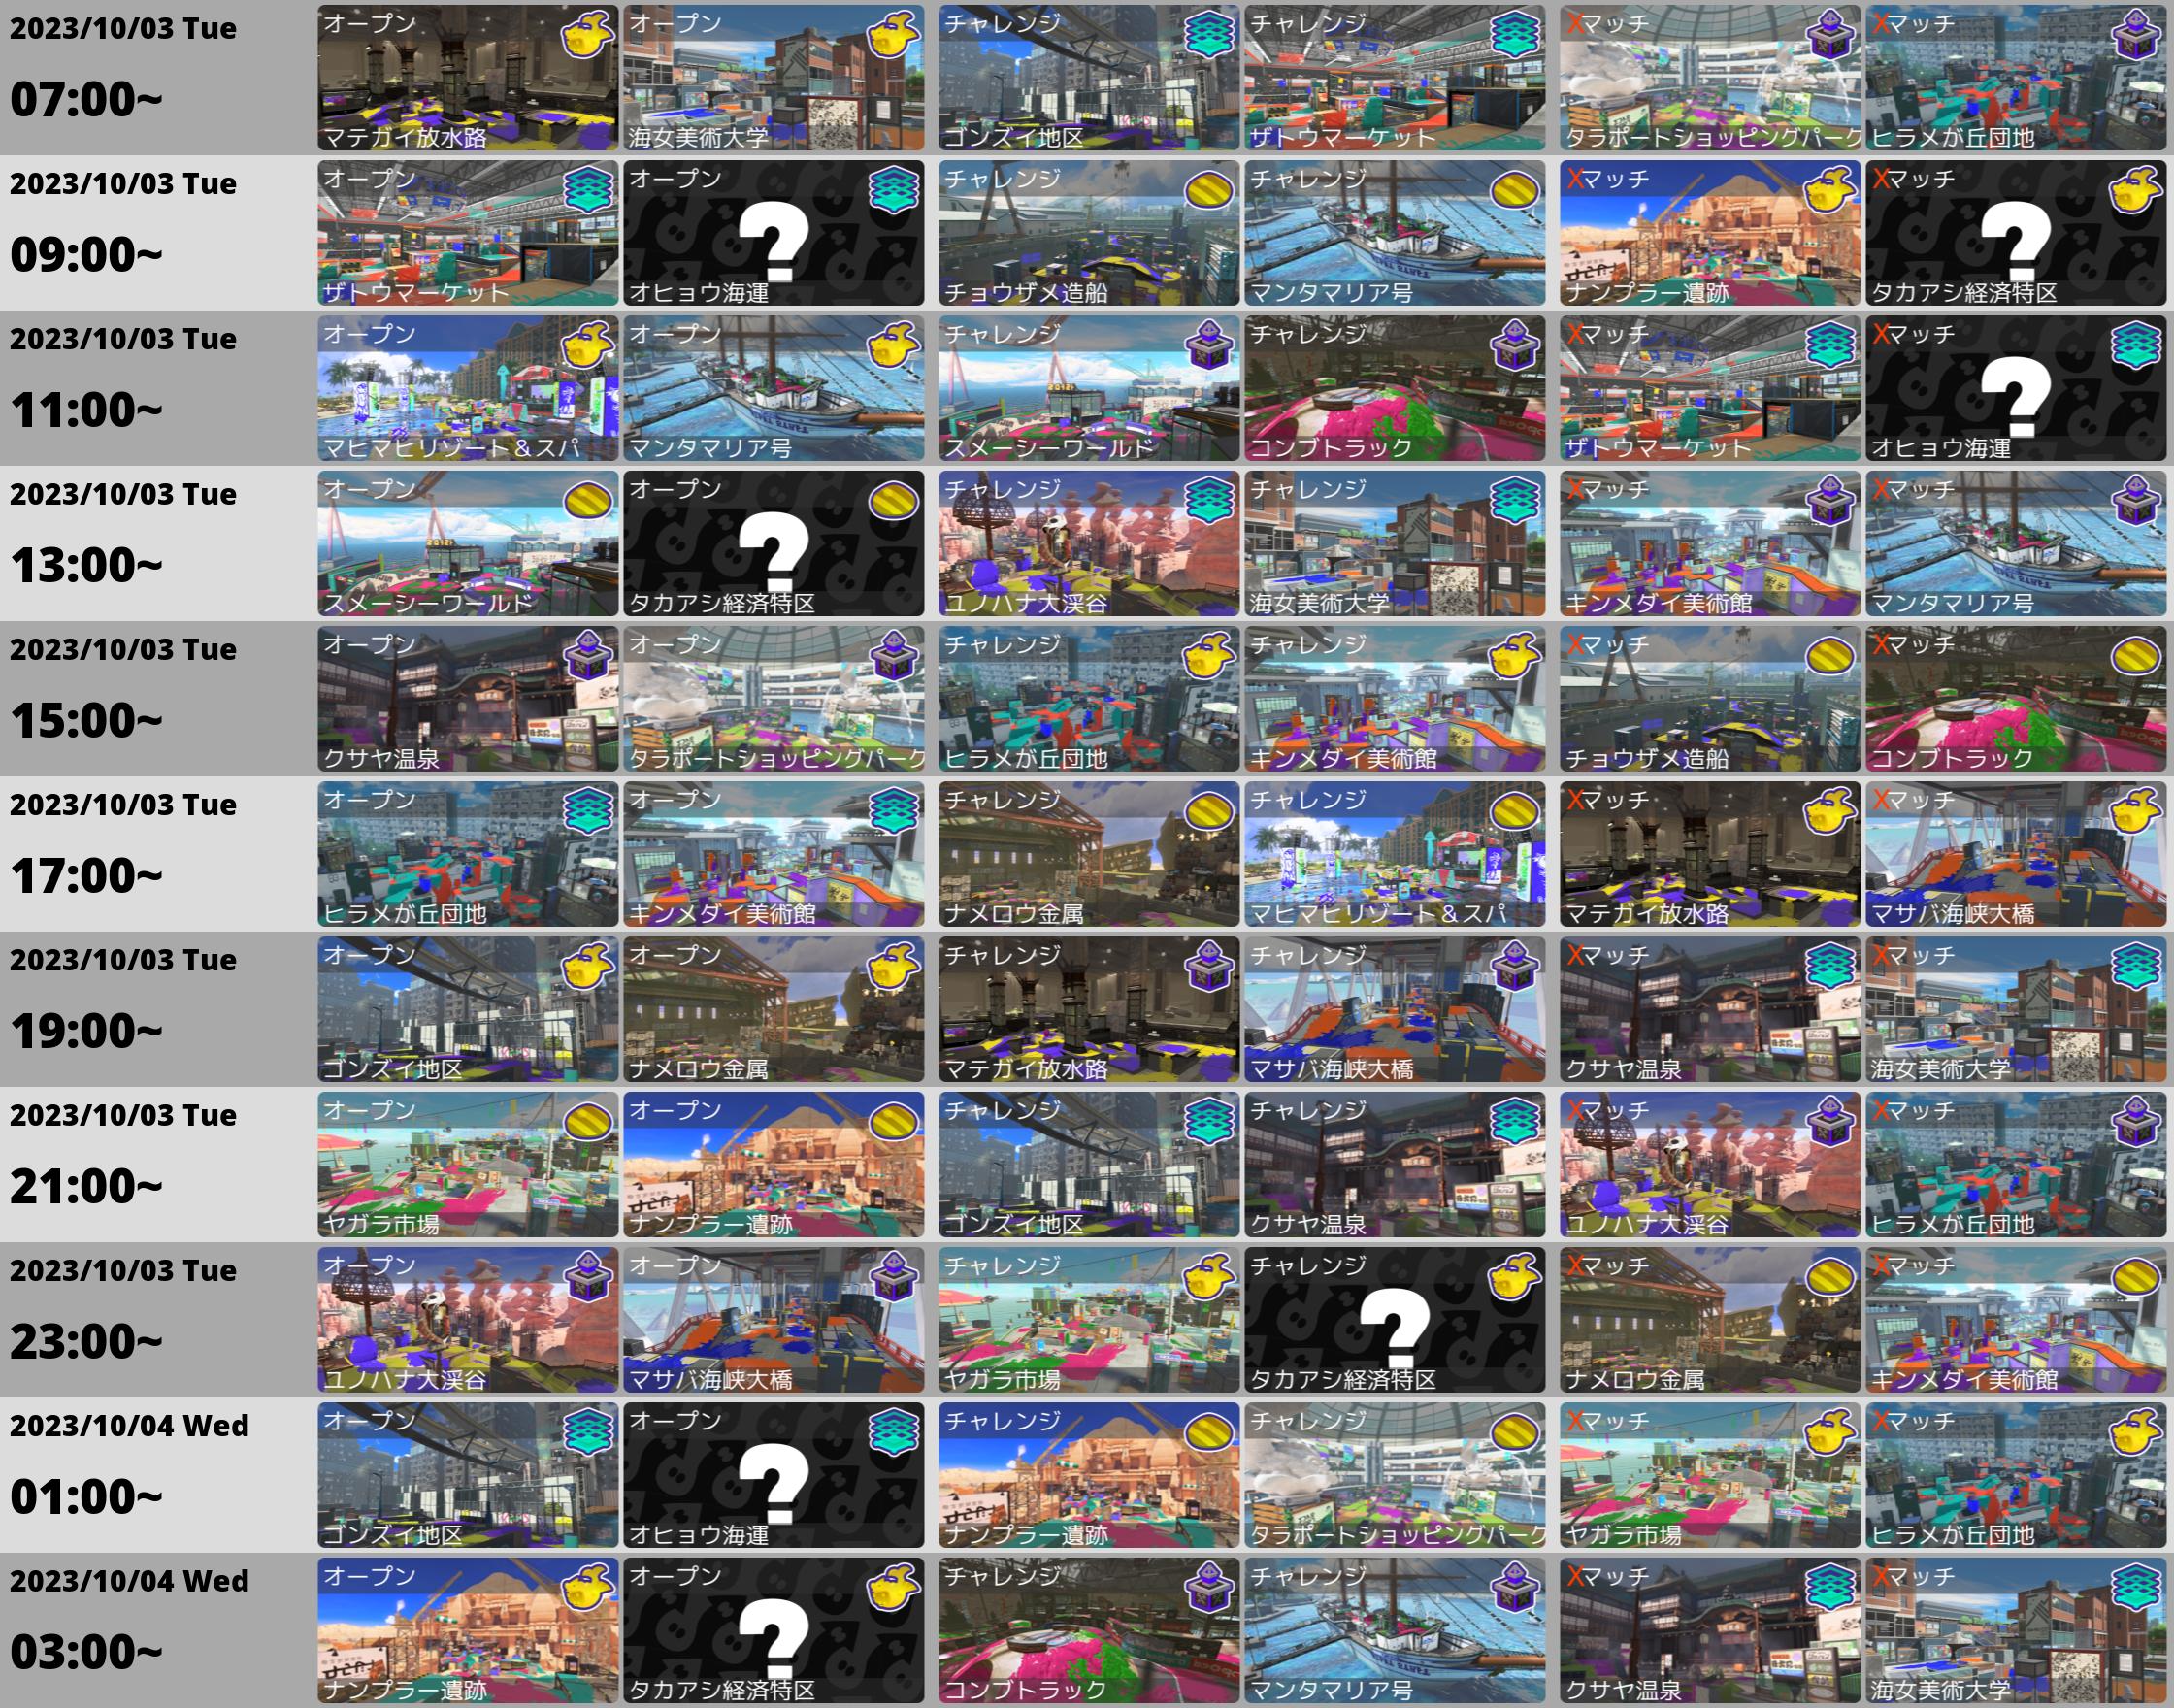 2023/10/03 Tue
07:00~
オープン
マテガイ放水路
オープン
海女美術大学
チャレンジ
ゴンズイ地区
チャレンジ
ザトウマーケット
Xマッチ
タラポートショッピングパーク
Xマッチ
ヒラメが丘団地
2023/10/03 Tue
09:00~
オープン
ザトウマーケット
オープン
?
オヒョウ海運
チャレンジ
チョウザメ造船
チャレンジ
マンタマリア号
Xマッチ
ナンプラー遺跡
Xマッチ
?
タカアシ経済特区
2023/10/03 Tue
11:00~
オープン
マヒマヒリゾート&スパ
オープン
マンタマリア号
チャレンジ
スメーシーワールド
チャレンジ
コンブトラック
Xマッチ
ザトウマーケット
Xマッチ
?
オヒョウ海運
2023/10/03 Tue
13:00~
オープン
スメーシーワールド
オープン
?
タカアシ経済特区
チャレンジ
ユノハナ大渓谷
チャレンジ
海女美術大学
Xマッチ
キンメダイ美術館
Xマッチ
マンタマリア号
2023/10/03 Tue
15:00~
オープン
クサヤ温泉
オープン
タラポートショッピングパーク
チャレンジ
ヒラメが丘団地
チャレンジ
キンメダイ美術館
Xマッチ
チョウザメ造船
Xマッチ
コンブトラック
2023/10/03 Tue
17:00~
オープン
ヒラメが丘団地
オープン
キンメダイ美術館
チャレンジ
ナメロウ金属
チャレンジ
マヒマヒリゾート&スパ
Xマッチ
マテガイ放水路
Xマッチ
マサバ海峡大橋
2023/10/03 Tue
19:00~
オープン
ゴンズイ地区
オープン
ナメロウ金属
チャレンジ
マテガイ放水路
チャレンジ
マサバ海峡大橋
Xマッチ
クサヤ温泉
Xマッチ
海女美術大学
2023/10/03 Tue
21:00~
オープン
ヤガラ市場
オープン
ナンプラー遺跡
チャレンジ
ゴンズイ地区
チャレンジ
クサヤ温泉
Xマッチ
ユノハナ大渓谷
Xマッチ
ヒラメが丘団地
2023/10/03 Tue
23:00~
オープン
ユノハナ大渓谷
オープン
マサバ海峡大橋
チャレンジ
ヤガラ市場
チャレンジ
?
タカアシ経済特区
Xマッチ
ナメロウ金属
Xマッチ
キンメダイ美術館
2023/10/04 Wed
01:00~
オープン
ゴンズイ地区
オープン
?
オヒョウ海運
チャレンジ
ナンプラー遺跡
チャレンジ
タラポートショッピングパーク
Xマッチ
ヤガラ市場
Xマッチ
ヒラメが丘団地
2023/10/04 Wed
03:00~
オープン
ナンプラー遺跡
オープン
?
タカアシ経済特区
チャレンジ
コンブトラック
チャレンジ
マンタマリア号
Xマッチ
クサヤ温泉
Xマッチ
海女美術大学